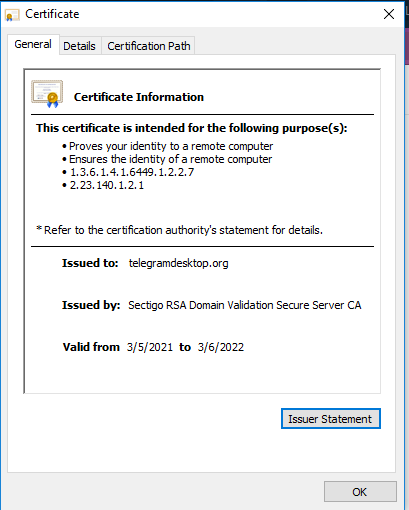 Certificate
General Details Certification Path
Certificate Information
This certificate is intended for the following purpose(s):
• Proves your identity to a remote computer
• Ensures the identity of a remote computer
• 1.3.6.1.4.1.6449.1.2.2.7
• 2.23.140.1.2.1
* Refer to the certification authority's statement for details.
Issued to: telegramdesktop.org
Issued by: Sectigo RSA Domain Validation Secure Server CA
Valid from 3/5/2021 to 3/6/2022
Issuer Statement
OK